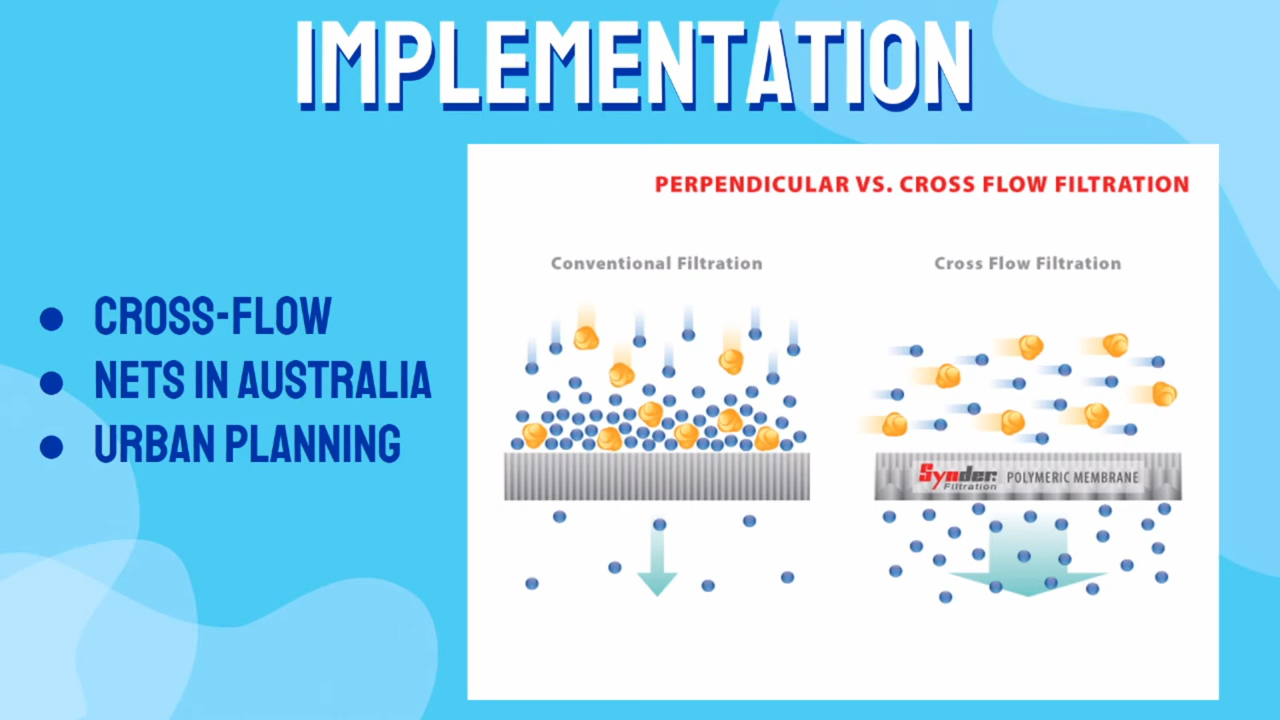 IMPLEMENTATION
PERPENDICULAR VS. CROSS FLOW FILTRATION
Conventional Filtration
Cross Flow Filtration
● CROSS-FLOW
● NETS IN AUSTRALIA
● URBAN PLANNING
Synder Filtration POLYMERIC MEMBRANE